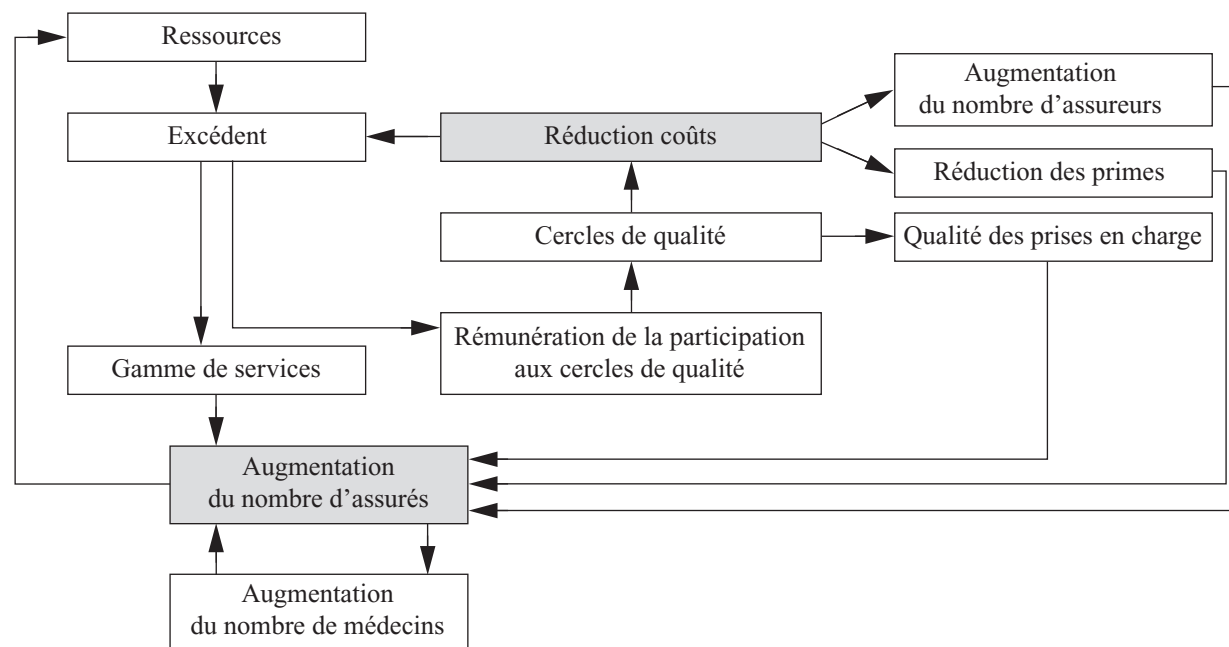 Ressources
Augmentation
du nombre d’assureurs
Excédent
Réduction coûts
Réduction des primes
Cercles de qualité
Qualité des prises en charge
Rémunération de la participation
aux cercles de qualité
Gamme de services
Augmentation
du nombre d’assurés
Augmentation
du nombre de médecins